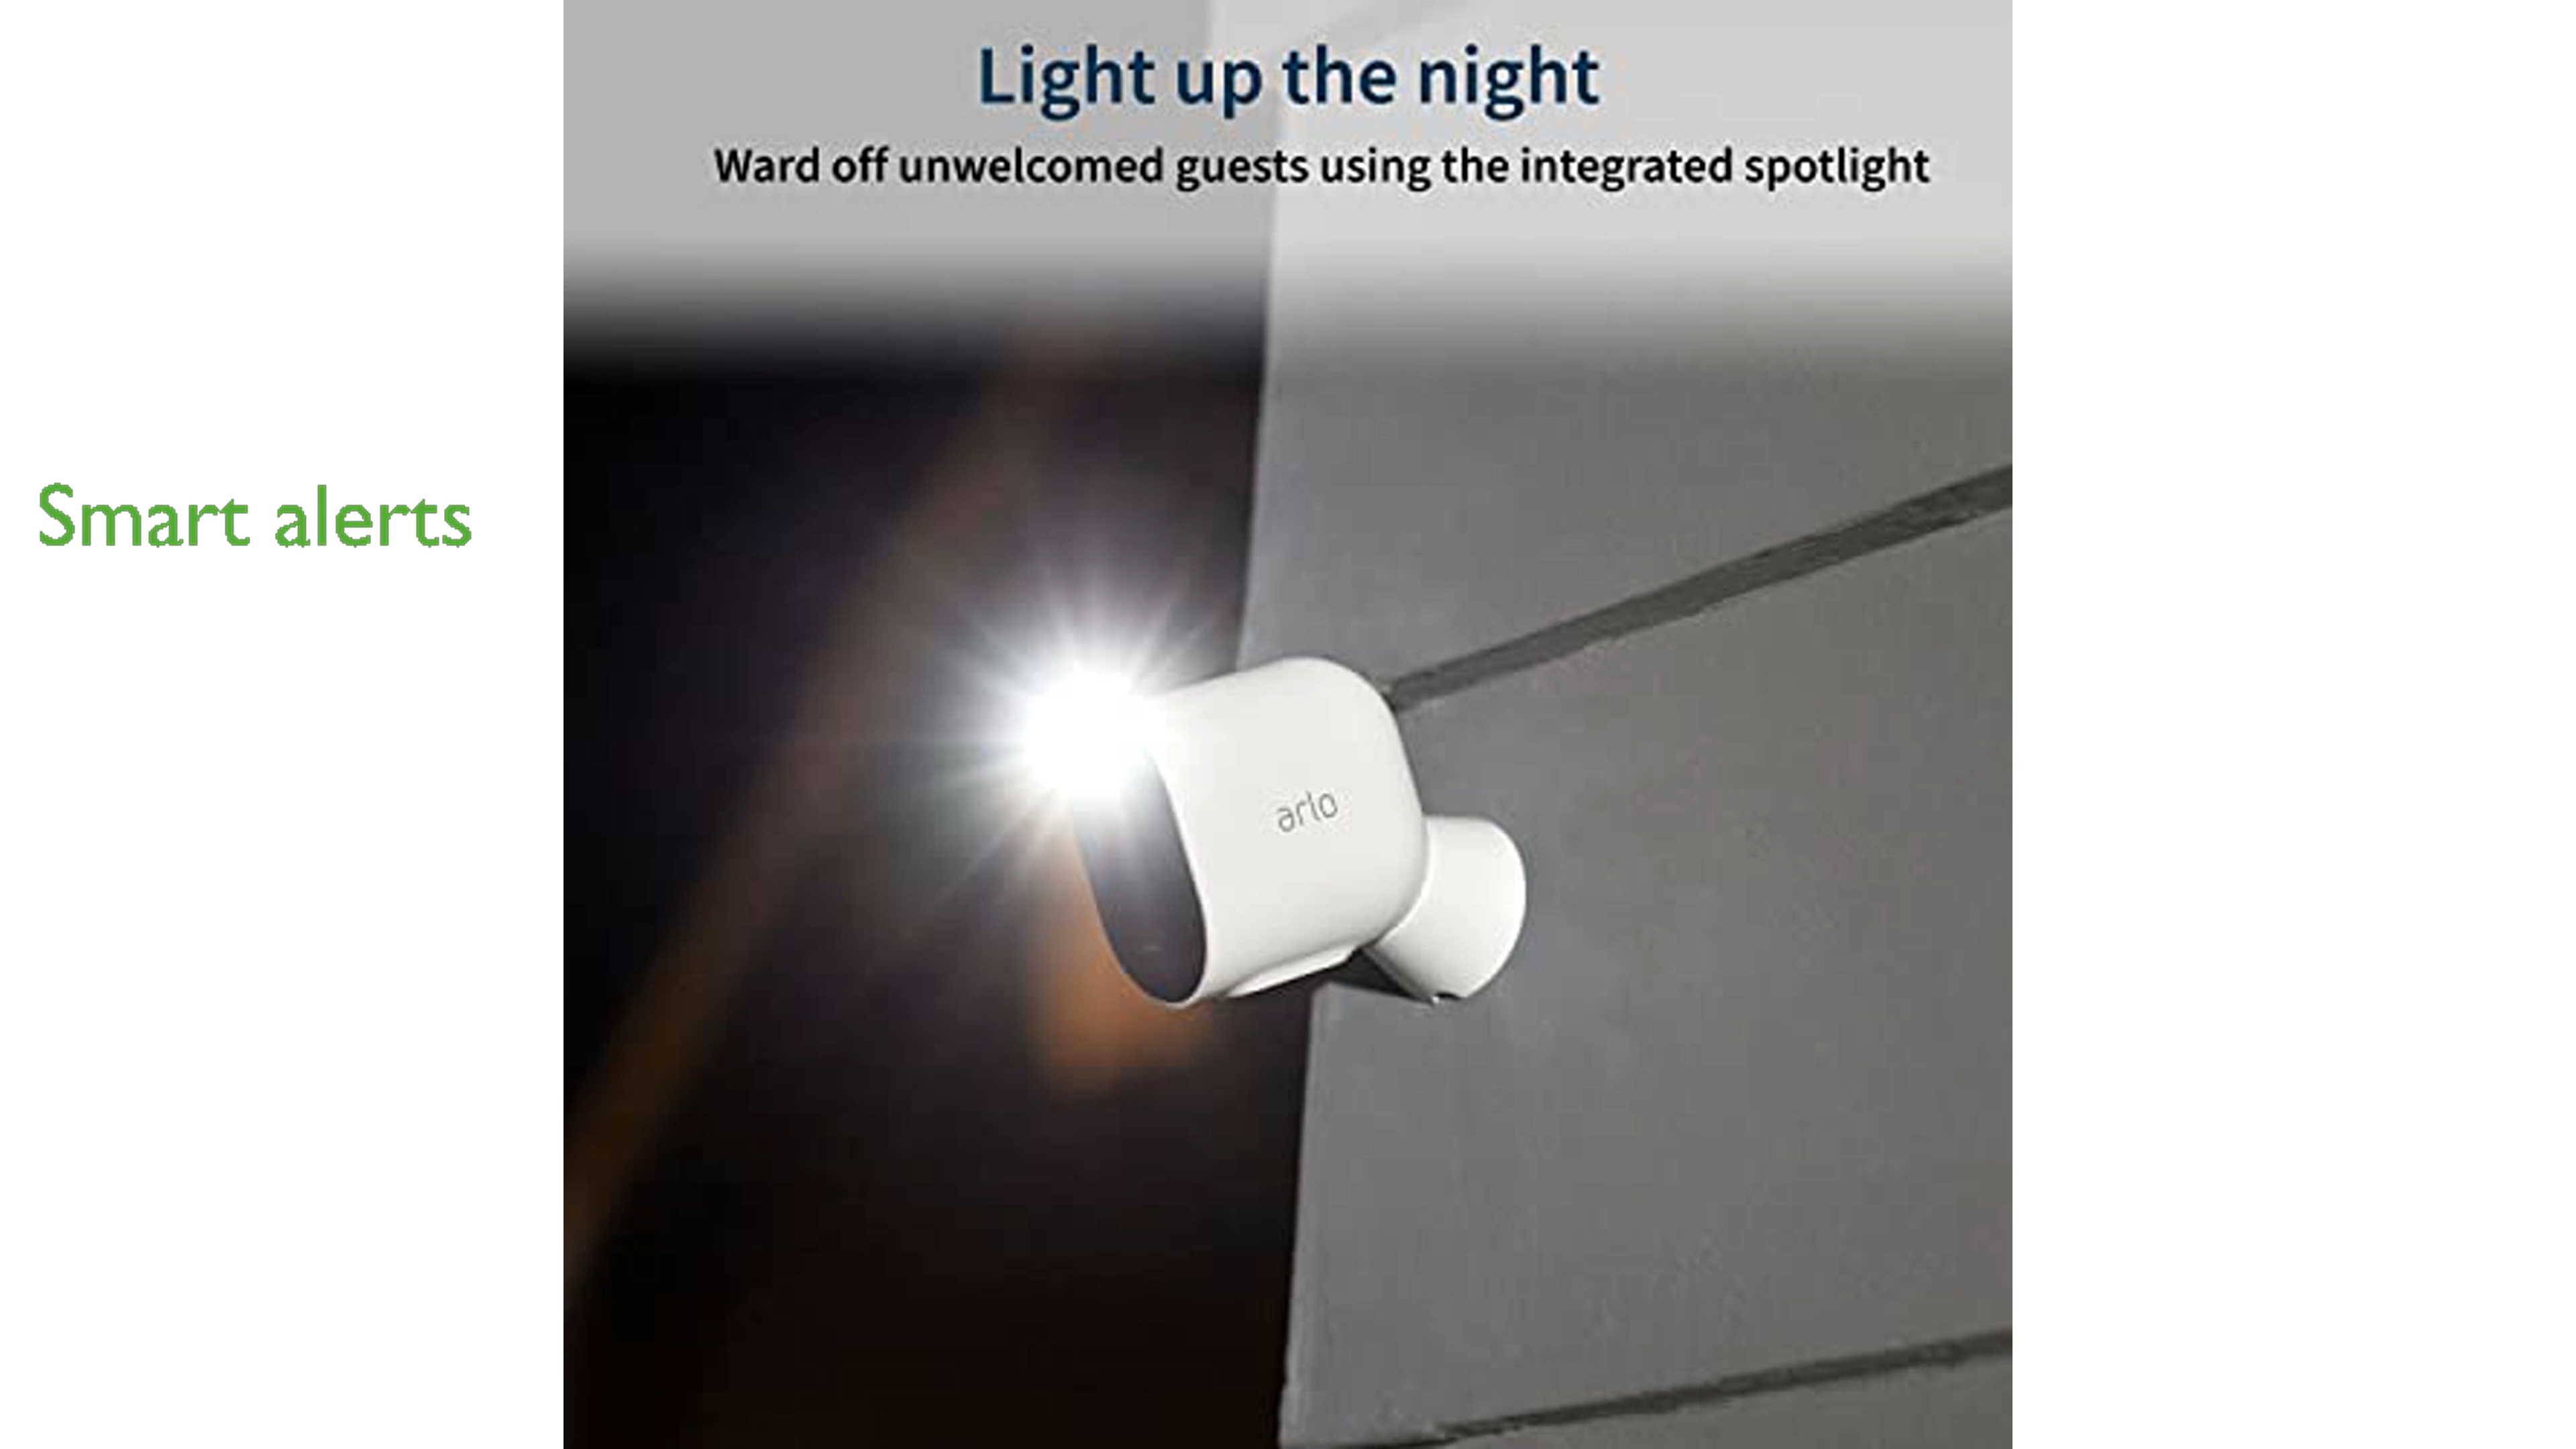 Light up the night
Ward off unwelcomed guests using the integrated spotlight
Smart alerts
arlo